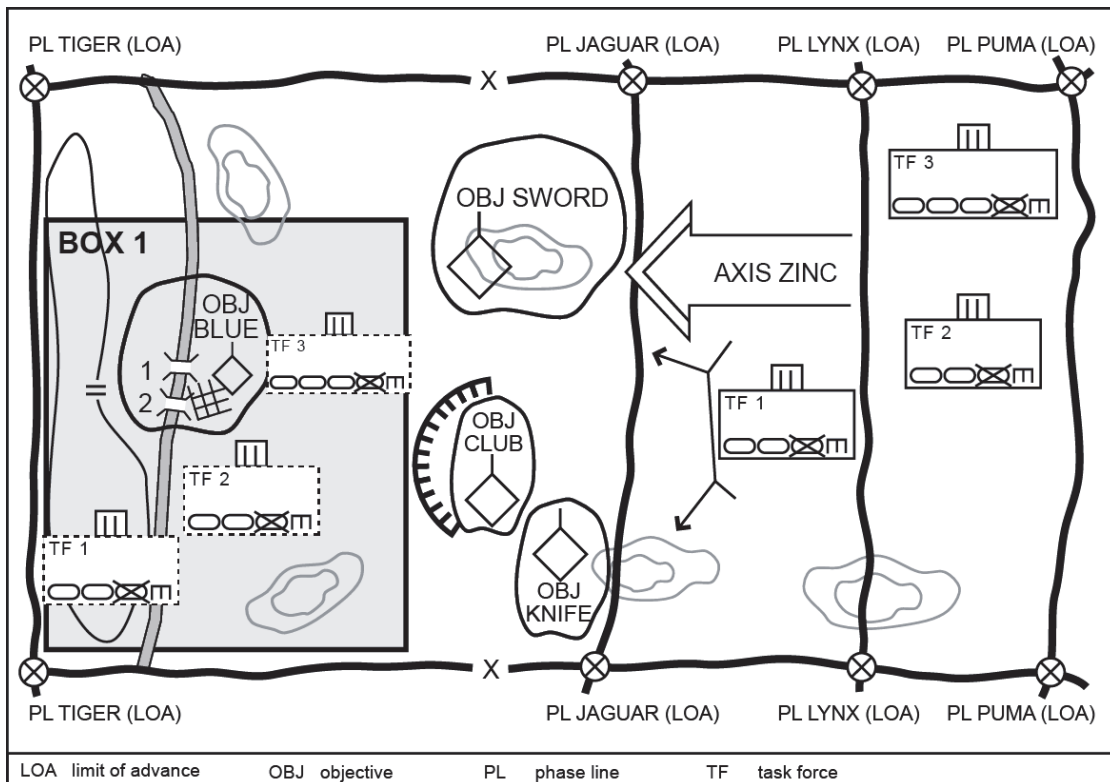 PL TIGER (LOA)
PL JAGUAR (LOA)
PL LYNX (LOA)
PL PUMA (LOA)
X
TF 3
E
OBJ SWORD
BOX 1
AXIS ZINC
OBJ
BLUE
TF 3
E
1
2
TF 2
E
TF 1
E
OBJ
CLUB
TF 2
E
TF 1
E
OBJ
KNIFE
X
PL TIGER (LOA)
PL JAGUAR (LOA)
PL LYNX (LOA)
PL PUMA (LOA)
LOA limit of advance
OBJ objective
PL phase line
TF task force